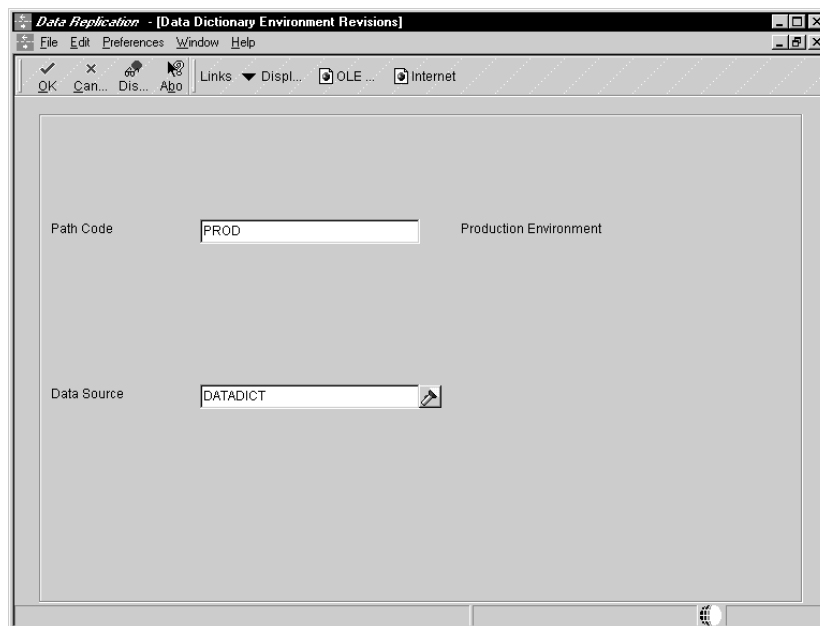 Data Replication - [Data Dictionary Environment Revisions]
File Edit Preferences Window Help
OK Can... Dis... Abo Links Displ... OLE ... Internet
Path Code PROD Production Environment
Data Source DATADICT